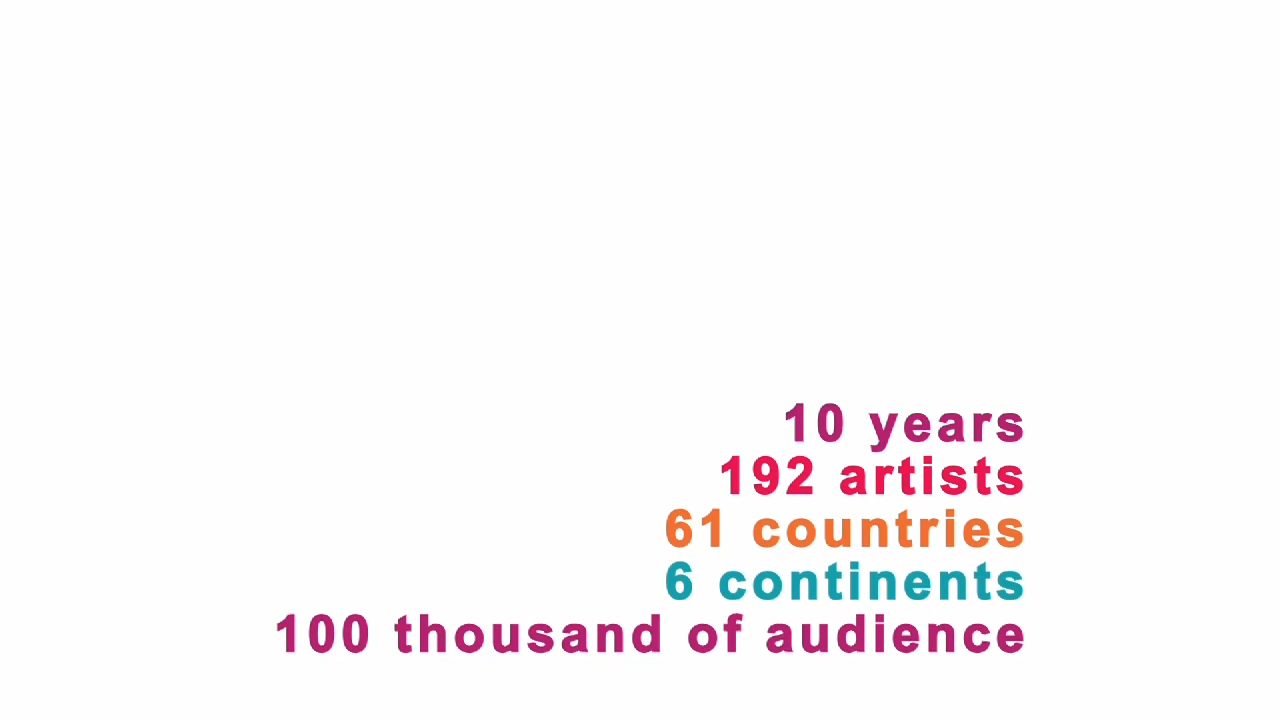 10 years
192 artists
61 countries
6 continents
100 thousand of audience